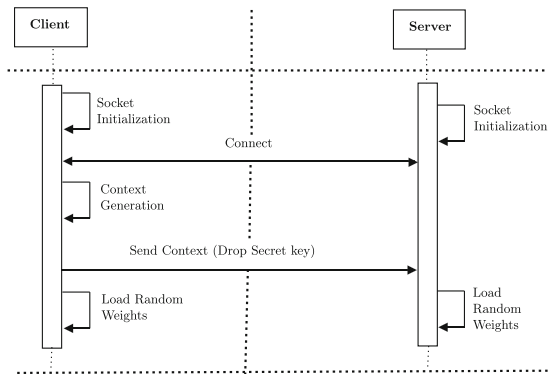 Client
Server
Socket
Initialization
Socket
Initialization
Connect
Context
Generation
Send Context (Drop Secret key)
Load Random
Weights
Load
Random
Weights